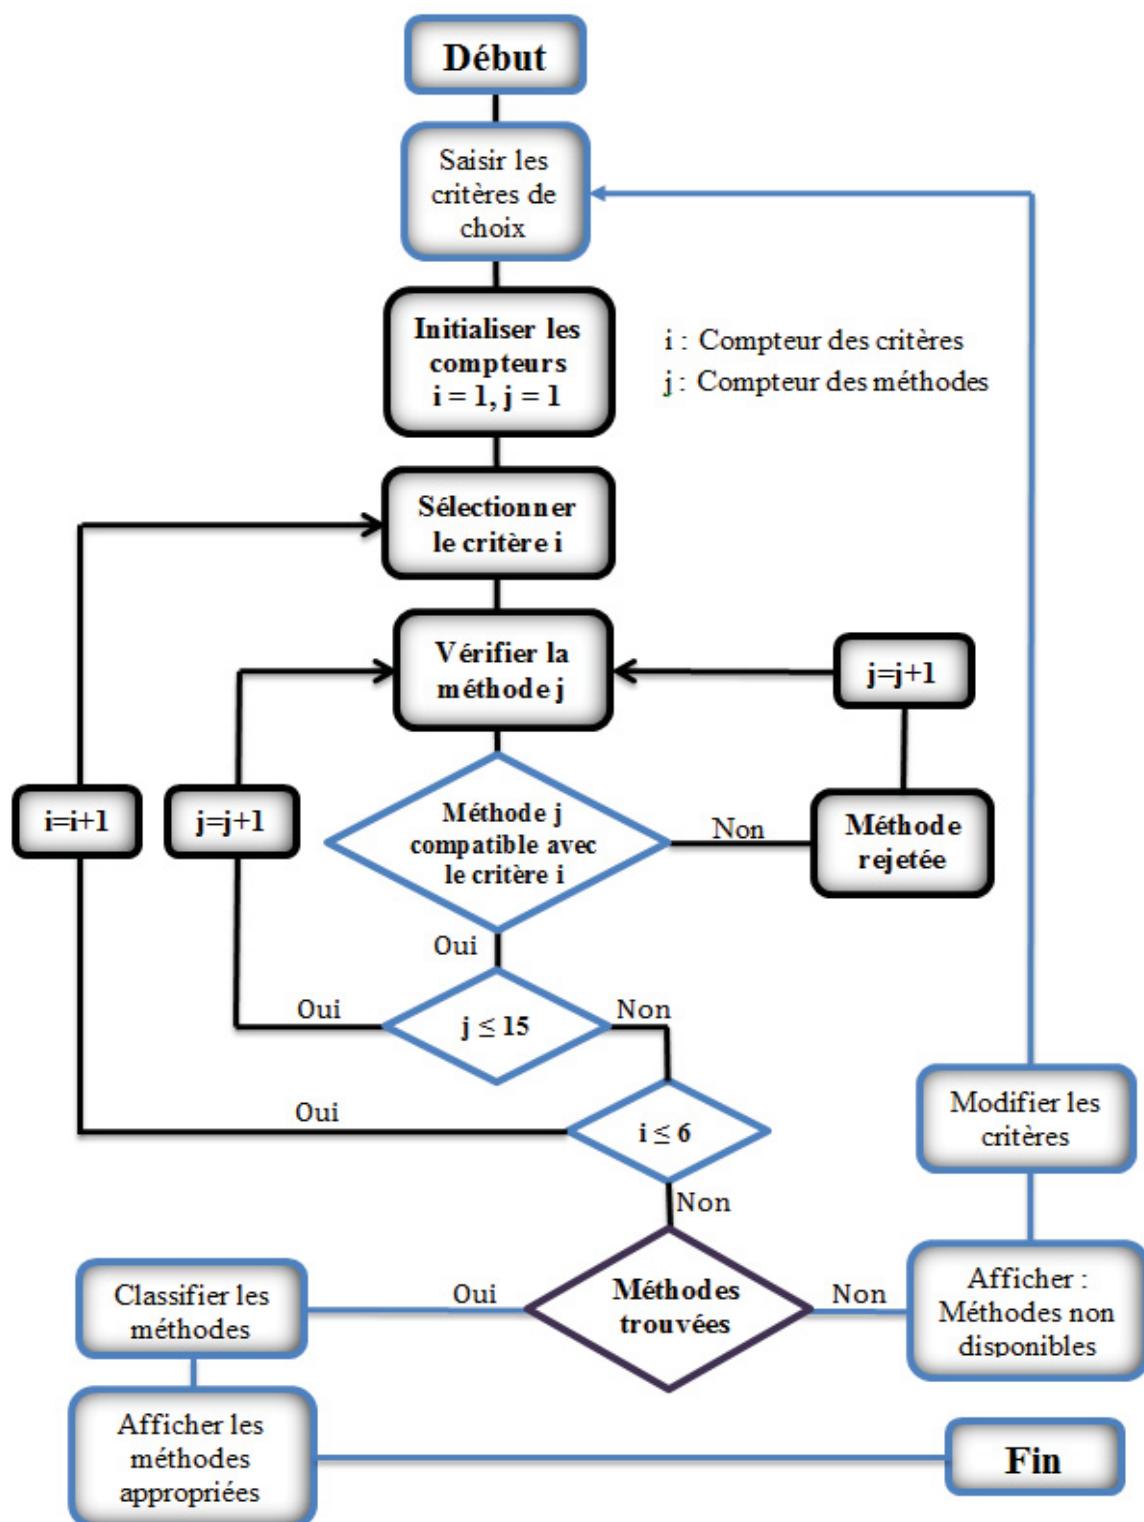 Début
Saisir les
critères de
choix
Initialiser les
compteurs
i = 1, j = 1
i : Compteur des critères
j : Compteur des méthodes
Sélectionner
le critère i
Vérifier la
méthode j
j=j+1
i=i+1
j=j+1
Méthode j
compatible avec
le critère i
Non
Méthode
rejetée
Oui
Oui
j ≤ 15
Non
Oui
i ≤ 6
Modifier les
critères
Non
Classifier les
méthodes
Oui
Méthodes
trouvées
Non
Afficher :
Méthodes non
disponibles
Afficher les
méthodes
appropriées
Fin